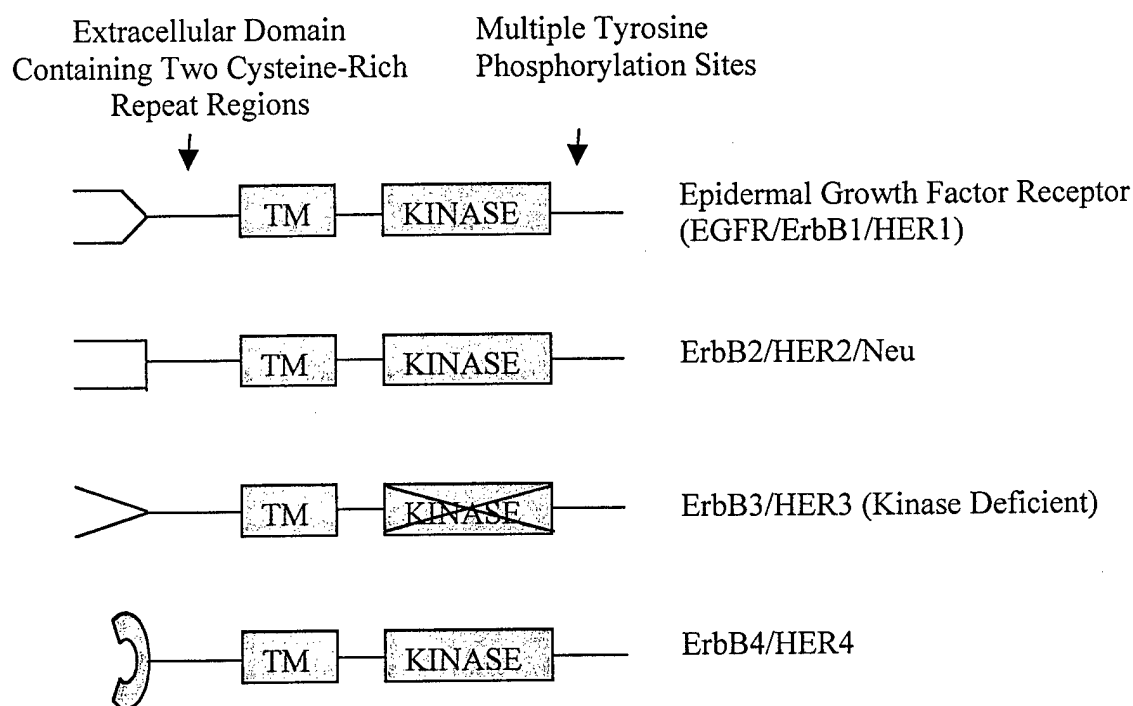 Extracellular Domain
Containing Two Cysteine-Rich
Repeat Regions
Multiple Tyrosine
Phosphorylation Sites
TM
KINASE
Epidermal Growth Factor Receptor
(EGFR/ErbB1/HER1)
TM
KINASE
ErbB2/HER2/Neu
TM
KINASE
ErbB3/HER3 (Kinase Deficient)
TM
KINASE
ErbB4/HER4